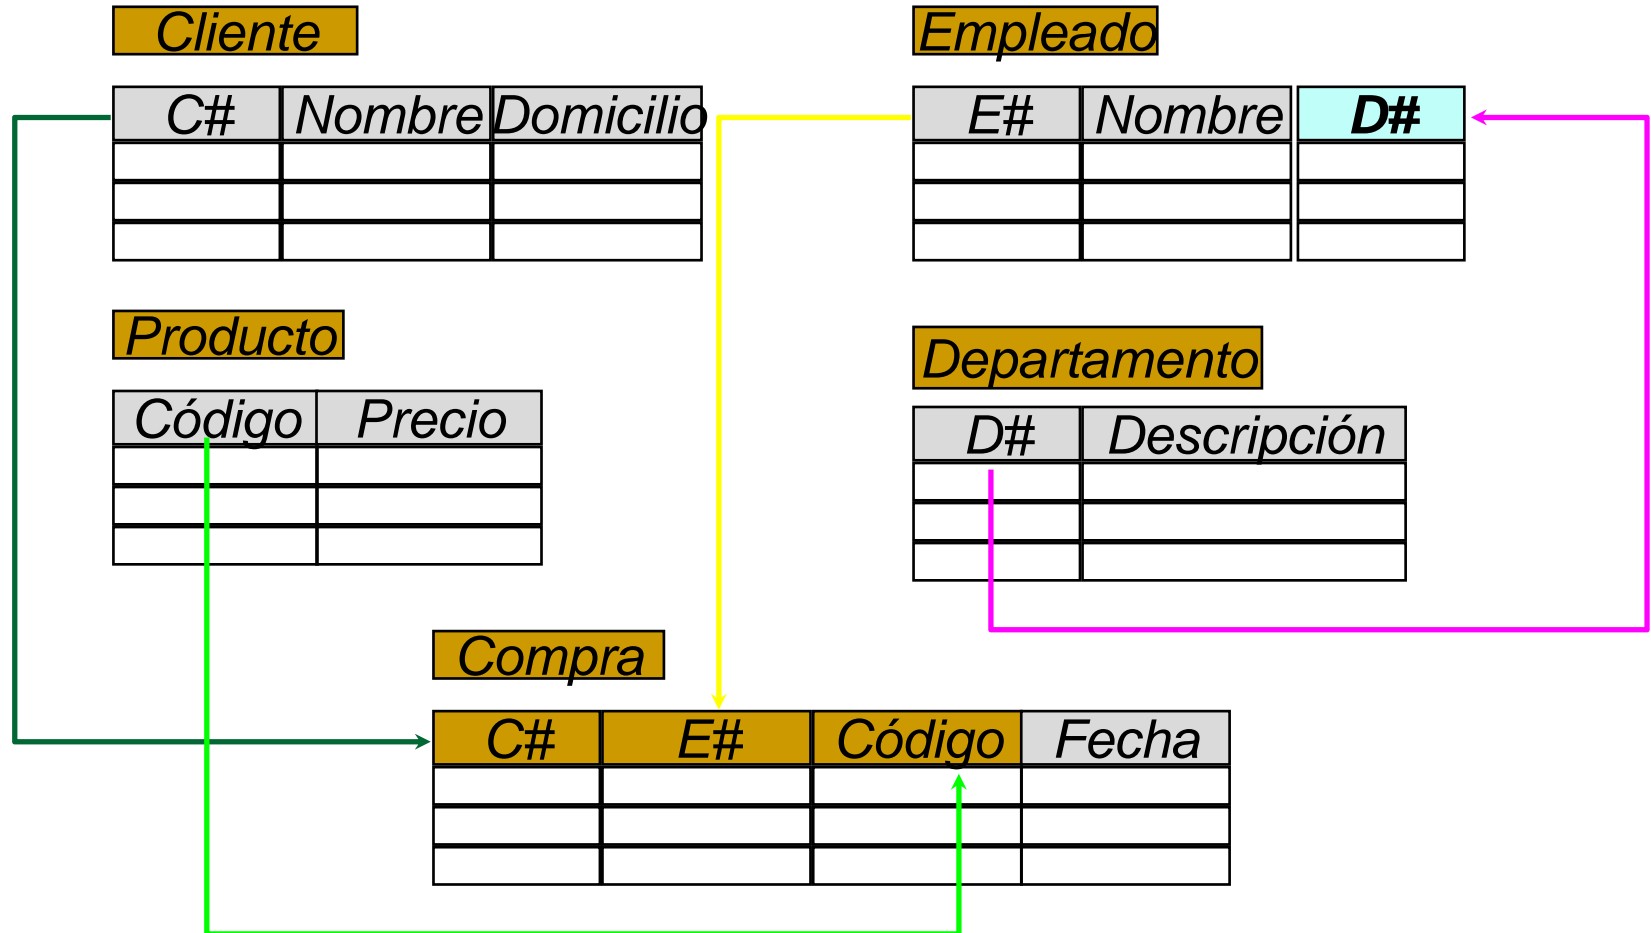 Cliente
C# Nombre Domicilio
Empleado
E# Nombre D#
Producto
Código Precio
Departamento
D# Descripción
Compra
C# E# Código Fecha